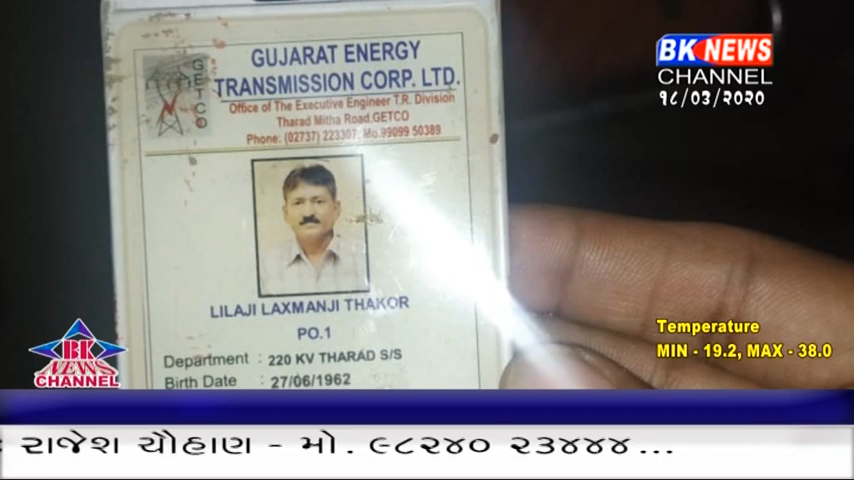 GUJARAT ENERGY
TRANSMISSION CORP. LTD.
GETCO
Office of The Executive Engineer T.R. Division
Tharad Mitha Road.GETCO
Phone: (02737) 223307, Mo.99099 50389
LILAJI LAXMANJI THAKOR
PO.1
Department : 220 KV THARAD S/S
Birth Date : 27/06/1962
BK NEWS
CHANNEL
૧૮/૦૩/૨૦૨૦
Temperature
MIN - 19.2, MAX - 38.0
BK
NEWS
CHANNEL
: રાજેશ ચૌહાણ - મો. ૯૮૨૪૦ ૨૩૪૪૪...